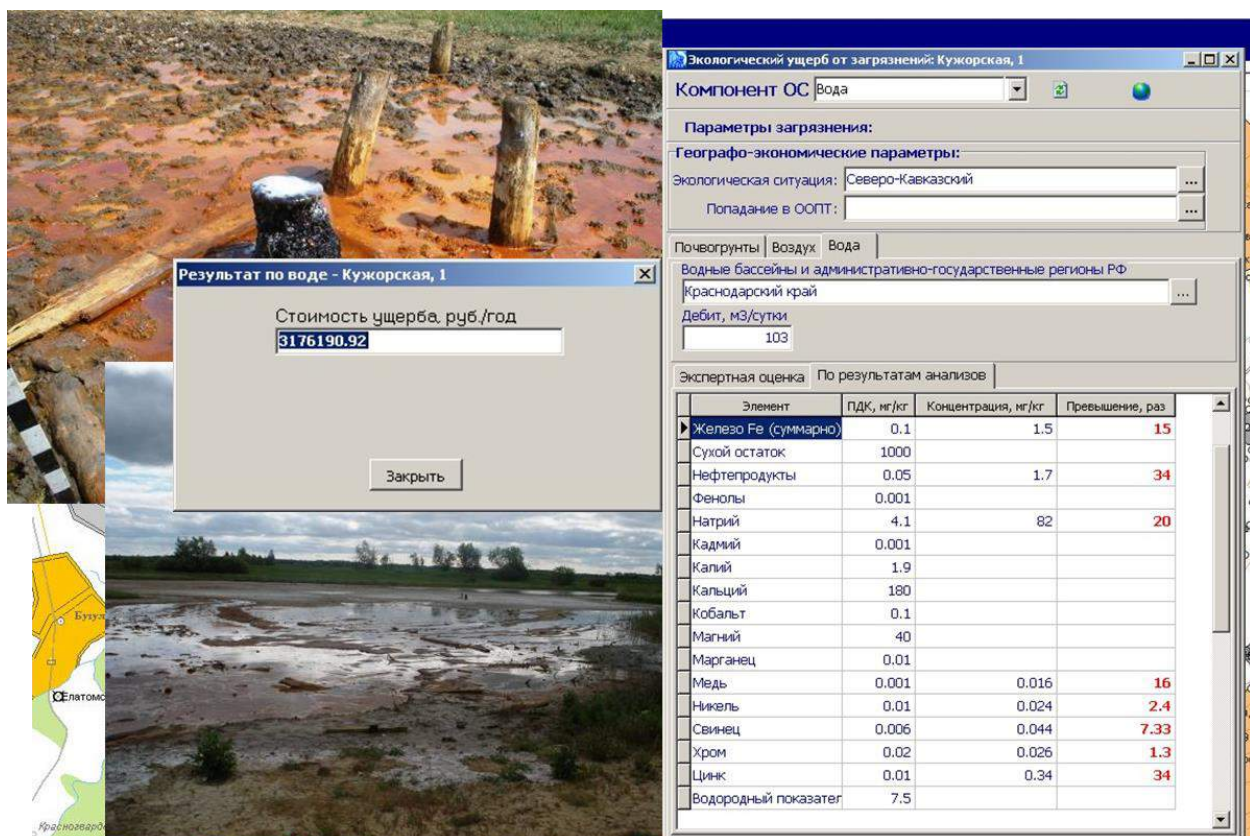 Экологический ущерб от загрязнений: Кужорская, 1
Компонент ОС Вода
Параметры загрязнения:
Географо-экономические параметры:
Экологическая ситуация: Северо-Кавказский ...
Попадание в ООПТ: ...
Почвогрунты Воздух Вода
Водные бассейны и административно-государственные регионы РФ
Краснодарский край ...
Дебит, м3/сутки
103
Экспертная оценка По результатам анализов
Элемент ПДК, мг/кг Концентрация, мг/кг Превышение, раз
Железо Fe (суммарно) 0.1 1.5 15
Сухой остаток 1000
Нефтепродукты 0.05 1.7 34
Фенолы 0.001
Натрий 4.1 82 20
Кадмий 0.001
Калий 1.9
Кальций 180
Кобальт 0.1
Магний 40
Марганец 0.01
Медь 0.001 0.016 16
Никель 0.01 0.024 2.4
Свинец 0.006 0.044 7.33
Хром 0.02 0.026 1.3
Цинк 0.01 0.34 34
Водородный показател 7.5
Результат по воде - Кужорская, 1
Стоимость ущерба, руб./год
3176190.92
Закрыть
Бугул
Елатомс
Красногварде